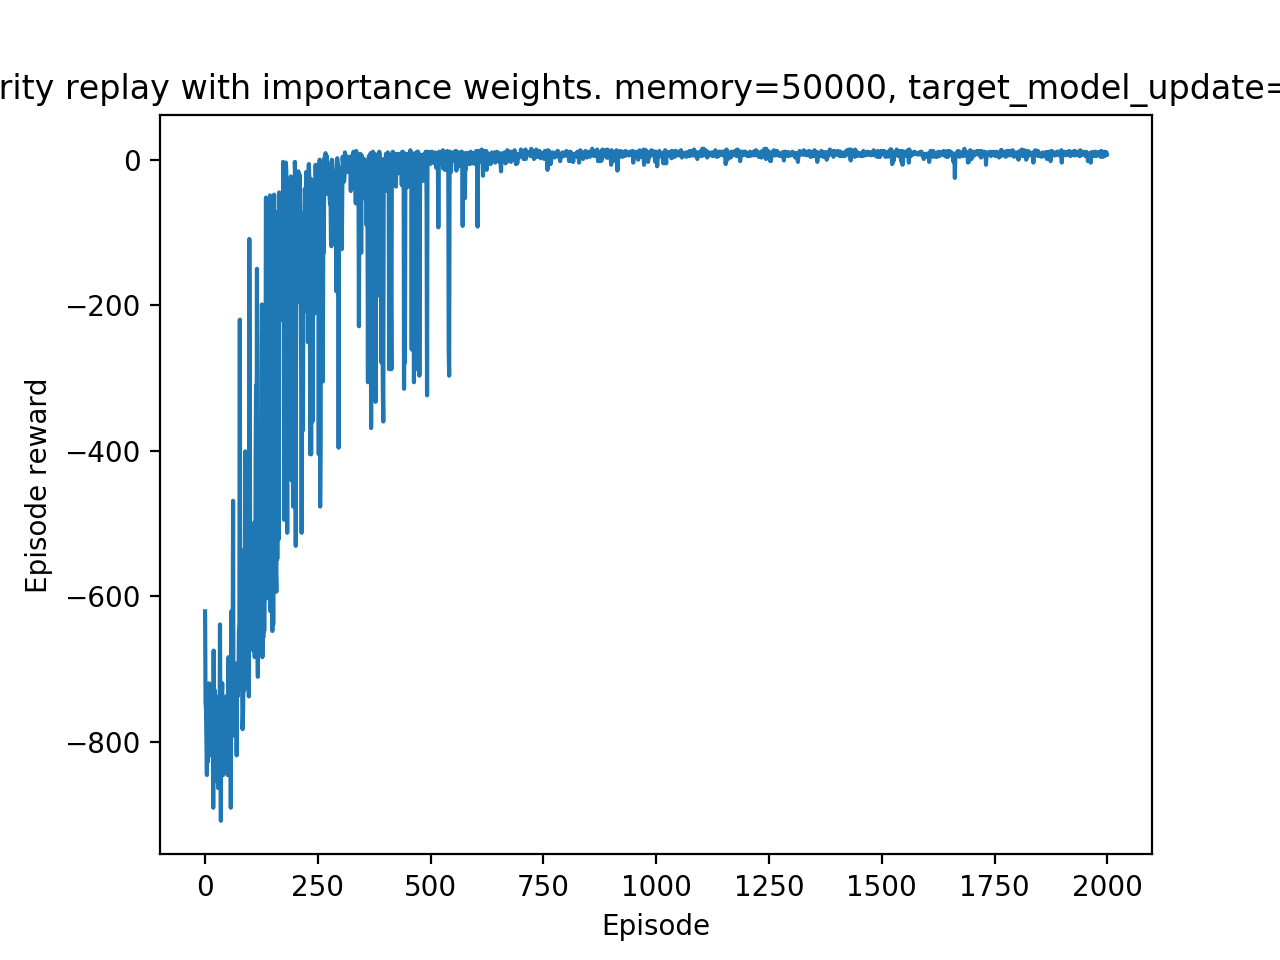 rity replay with importance weights. memory=50000, target_model_update=
0
−200
−400
−600
−800
Episode reward
0 250 500 750 1000 1250 1500 1750 2000
Episode